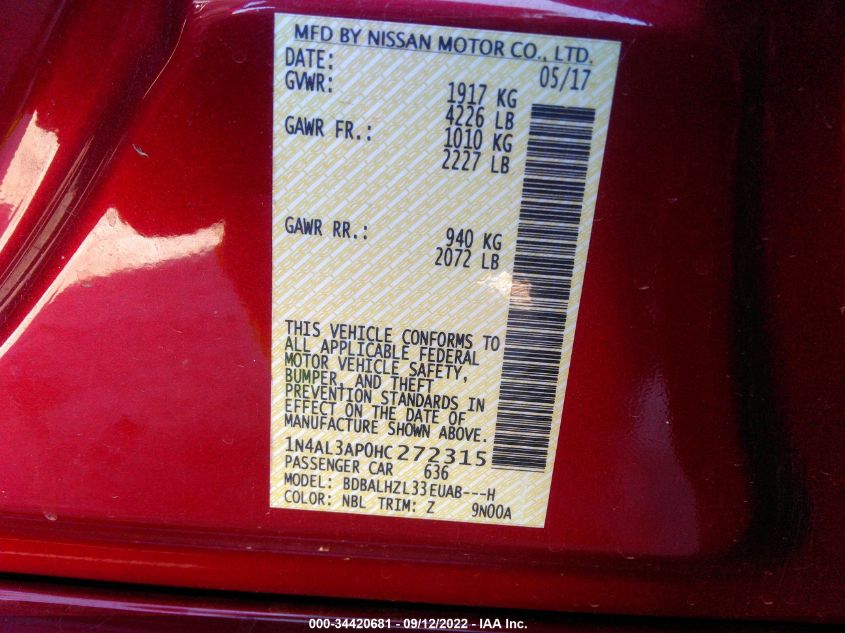 MFD BY NISSAN MOTOR CO., LTD.
DATE: 05/17
GVWR: 1917 KG
4226 LB
GAWR FR.: 1010 KG
2227 LB
GAWR RR.: 940 KG
2072 LB
THIS VEHICLE CONFORMS TO
ALL APPLICABLE FEDERAL
MOTOR VEHICLE SAFETY,
BUMPER, AND THEFT
PREVENTION STANDARDS IN
EFFECT ON THE DATE OF
MANUFACTURE SHOWN ABOVE.
1N4AL3AP0HC272315
PASSENGER CAR 636
MODEL: BDBALHZL33EUAB---H
COLOR: NBL TRIM: Z 9N00A
000-34420681 - 09/12/2022 - IAA Inc.